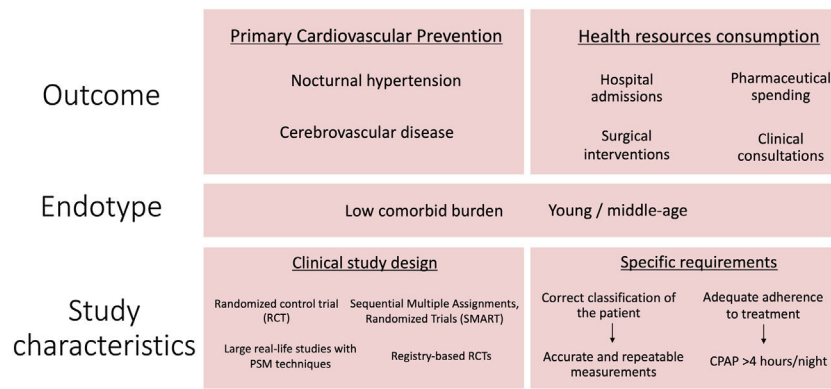 Primary Cardiovascular Prevention
Health resources consumption
Outcome
Nocturnal hypertension
Cerebrovascular disease
Hospital
admissions
Pharmaceutical
spending
Surgical
interventions
Clinical
consultations
Endotype
Low comorbid burden
Young / middle-age
Study
characteristics
Clinical study design
Randomized control trial
(RCT)
Sequential Multiple Assignments,
Randomized Trials (SMART)
Large real-life studies with
PSM techniques
Registry-based RCTs
Specific requirements
Correct classification of
the patient
Adequate adherence
to treatment
Accurate and repeatable
measurements
CPAP >4 hours/night